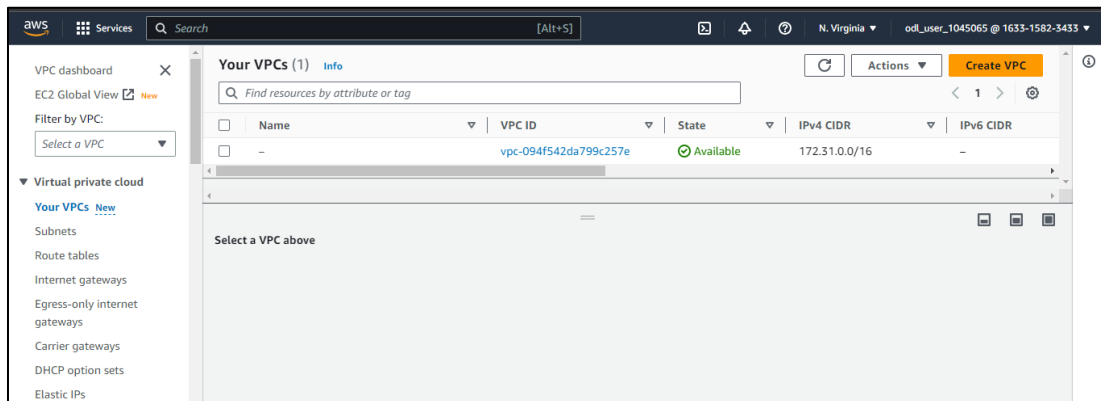 aws Services Search [Alt+S] N. Virginia ▼ odl_user_1045065 @ 1633-1582-3433 ▼
VPC dashboard
EC2 Global View New
Filter by VPC:
Select a VPC
Virtual private cloud
Your VPCs New
Subnets
Route tables
Internet gateways
Egress-only internet
gateways
Carrier gateways
DHCP option sets
Elastic IPs
Your VPCs (1) Info
Actions ▼ Create VPC
Find resources by attribute or tag
1
Name VPC ID State IPv4 CIDR IPv6 CIDR
– vpc-094f542da799c257e Available 172.31.0.0/16 –
Select a VPC above